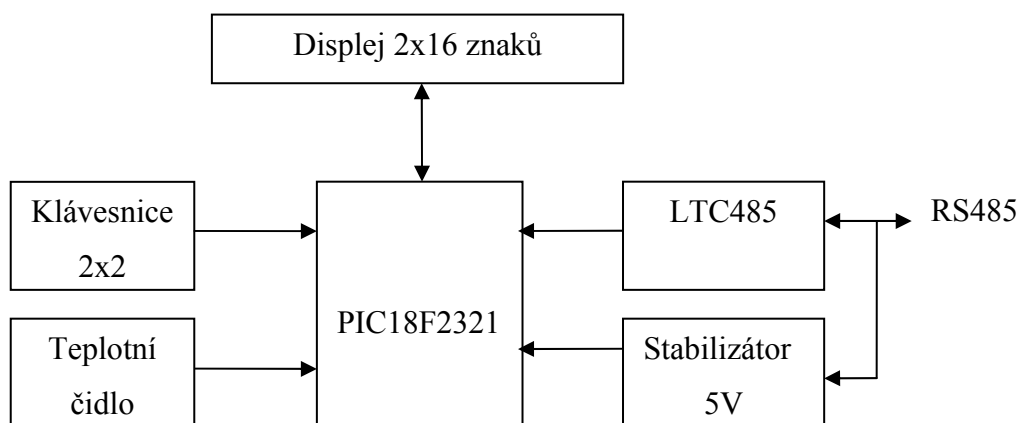 Displej 2x16 znaků
Klávesnice
2x2
Teplotní
čidlo
PIC18F2321
LTC485
RS485
Stabilizátor
5V